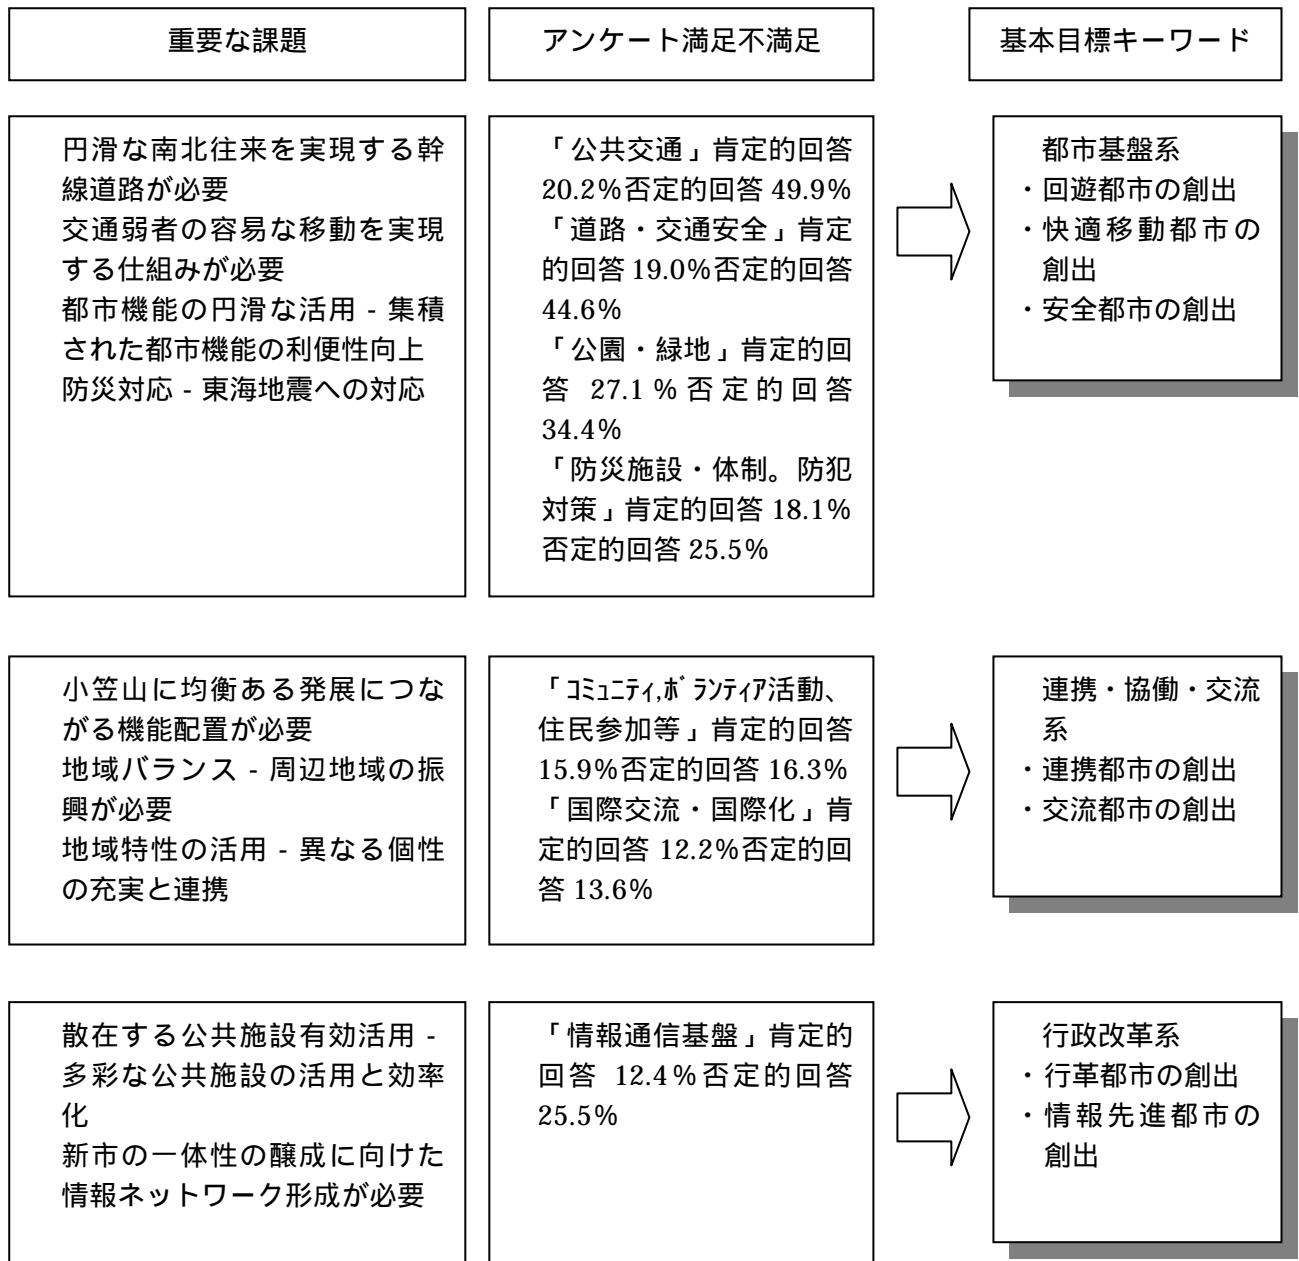 重要な課題
アンケート満足不満足
基本目標キーワード
円滑な南北往来を実現する幹
線道路が必要
交通弱者の容易な移動を実現
する仕組みが必要
都市機能の円滑な活用 - 集積
された都市機能の利便性向上
防災対応 - 東海地震への対応
「公共交通」肯定的回答
20.2%否定的回答 49.9%
「道路・交通安全」肯定
的回答 19.0%否定的回答
44.6%
「公園・緑地」肯定的回
答 27.1%否定的回答
34.4%
「防災施設・体制。防犯
対策」肯定的回答 18.1%
否定的回答 25.5%
都市基盤系
・回遊都市の創出
・快適移動都市の
創出
・安全都市の創出
小笠山に均衡ある発展につな
がる機能配置が必要
地域バランス - 周辺地域の振
興が必要
地域特性の活用 - 異なる個性
の充実と連携
「ｺﾐｭﾆﾃｨ,ﾎﾞﾗﾝﾃｨｱ活動、
住民参加等」肯定的回答
15.9%否定的回答 16.3%
「国際交流・国際化」肯
定的回答 12.2%否定的回
答 13.6%
連携・協働・交流
系
・連携都市の創出
・交流都市の創出
散在する公共施設有効活用 -
多彩な公共施設の活用と効率
化
新市の一体性の醸成に向けた
情報ネットワーク形成が必要
「情報通信基盤」肯定的
回答 12.4%否定的回答
25.5%
行政改革系
・行革都市の創出
・情報先進都市の
創出